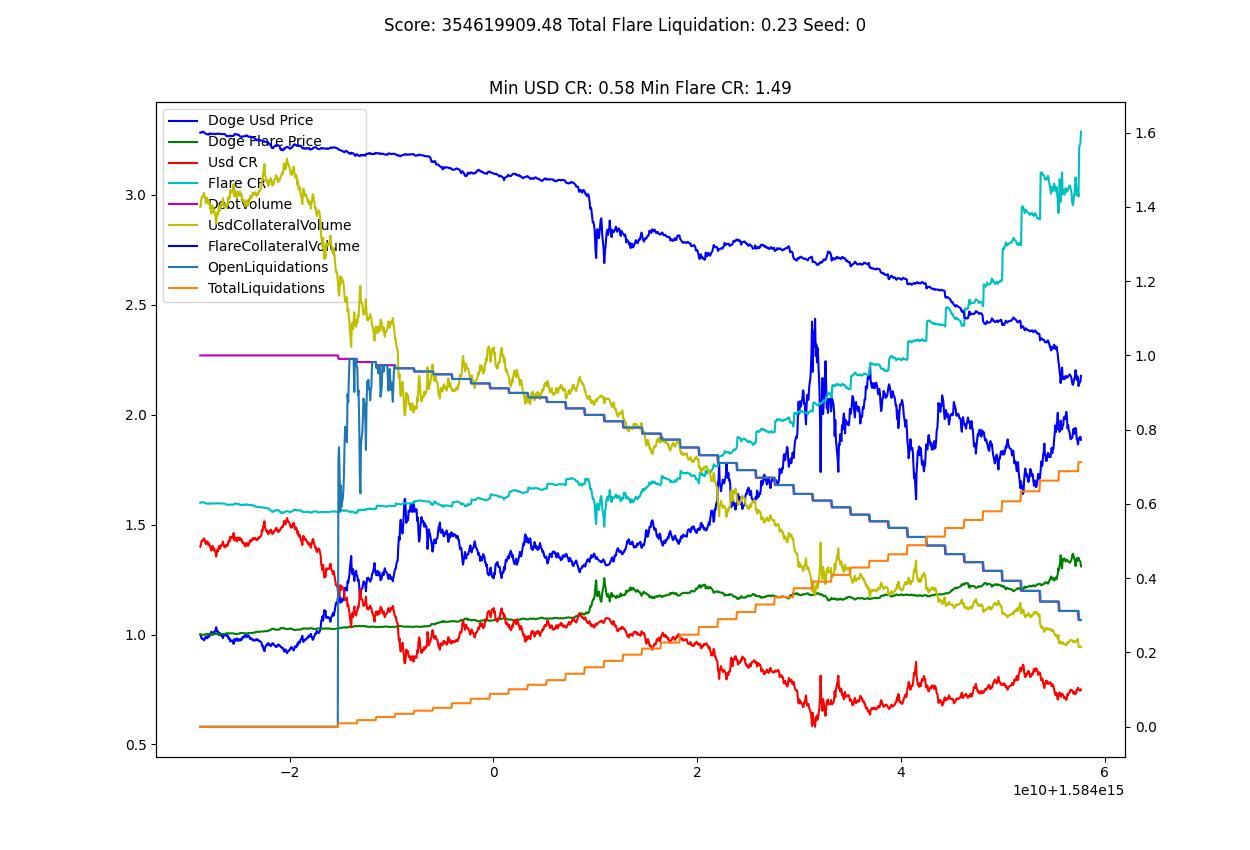 Score: 354619909.48 Total Flare Liquidation: 0.23 Seed: 0
Min USD CR: 0.58 Min Flare CR: 1.49
Doge Usd Price
Doge Flare Price
Usd CR
Flare CR
DebtVolume
UsdCollateralVolume
FlareCollateralVolume
OpenLiquidations
TotalLiquidations
3.0
2.5
2.0
1.5
1.0
0.5
1.6
1.4
1.2
1.0
0.8
0.6
0.4
0.2
0.0
−2
0
2
4
6
1e10+1.584e15